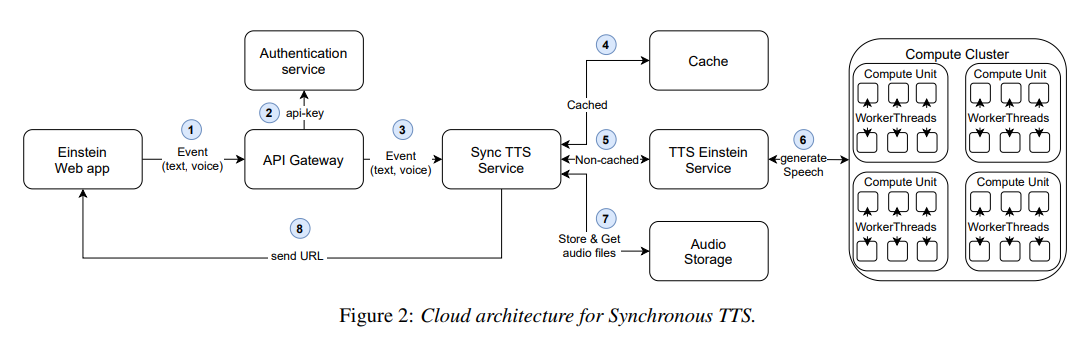 Einstein
Web app
1
Event
(text, voice)
Authentication
service
2
api-key
API Gateway
3
Event
(text, voice)
Sync TTS
Service
4
Cached
Cache
5
Non-cached
TTS Einstein
Service
6
generate
Speech
7
Store & Get
audio files
Audio
Storage
8
send URL
Compute Cluster
Compute Unit
WorkerThreads
Compute Unit
WorkerThreads
Compute Unit
WorkerThreads
Compute Unit
WorkerThreads
Figure 2: Cloud architecture for Synchronous TTS.